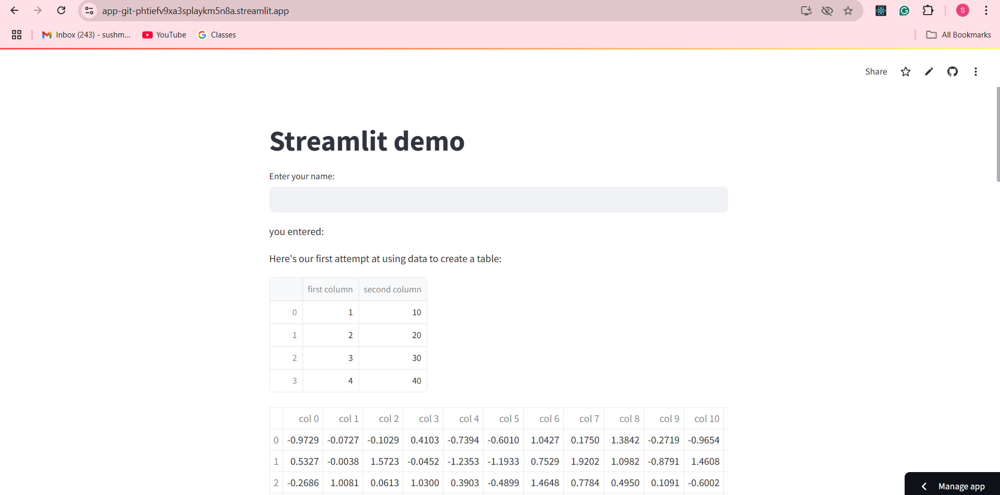 app-git-phtiefv9xa3splaykm5n8a.streamlit.app
S
Inbox (243) - sushm... YouTube Classes All Bookmarks
Share
Streamlit demo
Enter your name:
you entered:
Here's our first attempt at using data to create a table:
first column second column
0 1 10
1 2 20
2 3 30
3 4 40
col 0 col 1 col 2 col 3 col 4 col 5 col 6 col 7 col 8 col 9 col 10
0 -0.9729 -0.0727 -0.1029 0.4103 -0.7394 -0.6010 1.0427 0.1750 1.3842 -0.2719 -0.9654
1 0.5327 -0.0038 1.5723 -0.0452 -1.2353 -1.1933 0.7529 1.9202 1.0982 -0.8791 1.4608
2 -0.2686 1.0081 0.0613 1.0300 0.3903 -0.4899 1.4648 0.7784 0.4950 0.1091 -0.6002
Manage app